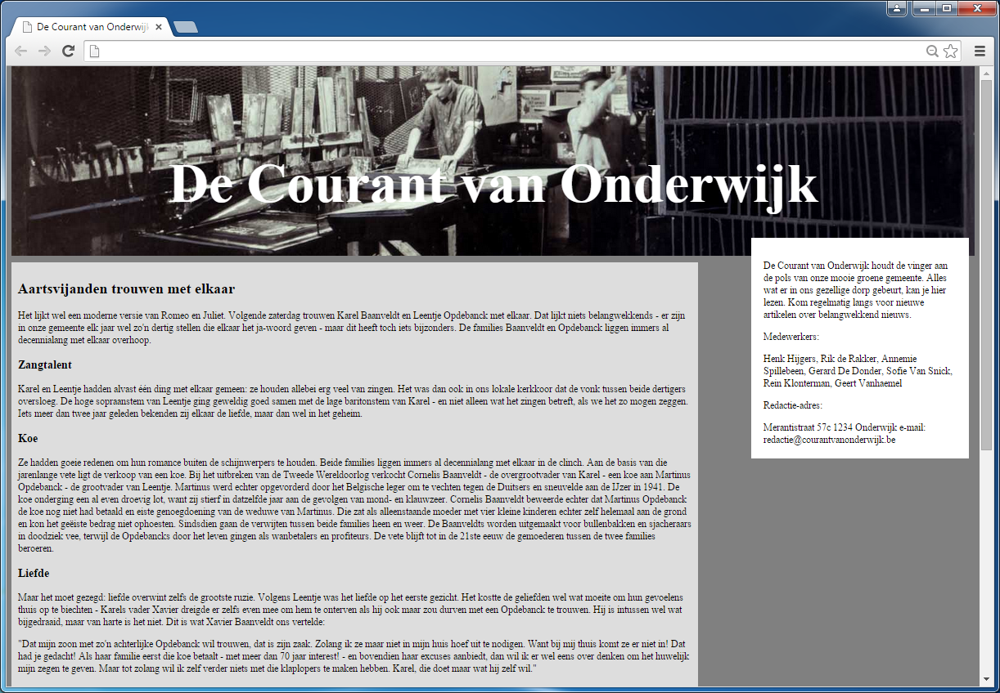 De Courant van Onderwij
De Courant van Onderwijk
Aartsvijanden trouwen met elkaar
Het lijkt wel een moderne versie van Romeo en Juliet. Volgende zaterdag trouwen Karel Baanveldt en Leentje Opdebanck met elkaar. Dat lijkt niets belangwekkends - er zijn
in onze gemeente elk jaar wel zo'n dertig stellen die elkaar het ja-woord geven - maar dit heeft toch iets bijzonders. De families Baanveldt en Opdebanck liggen immers al
decennialang met elkaar overhoop.
Zangtalent
Karel en Leentje hadden alvast één ding met elkaar gemeen: ze houden allebei erg veel van zingen. Het was dan ook in ons lokale kerkkoor dat de vonk tussen beide dertigers
oversloeg. De hoge sopraanstem van Leentje ging geweldig goed samen met de lage baritonstem van Karel - en niet alleen wat het zingen betreft, als we het zo mogen zeggen.
Iets meer dan twee jaar geleden bekenden zij elkaar de liefde, maar dan wel in het geheim.
Koe
Ze hadden goeie redenen om hun romance buiten de schijnwerpers te houden. Beide families liggen immers al decennialang met elkaar in de clinch. Aan de basis van die
jarenlange vete ligt de verkoop van een koe. Bij het uitbreken van de Tweede Wereldoorlog verkocht Cornelis Baanveldt - de overgrootvader van Karel - een koe aan Martinus
Opdebanck - de grootvader van Leentje. Martinus werd echter opgevorderd door het Belgische leger om te vechten tegen de Duitsers en sneuvelde aan de IJzer in 1941. De
koe onderging een al even droevig lot, want zij stierf in datzelfde jaar aan de gevolgen van mond- en klauwzeer. Cornelis Baanveldt beweerde echter dat Martinus Opdebanck
de koe nog niet had betaald en eiste genoegdoening van de weduwe van Martinus. Die zat als alleenstaande moeder met vier kleine kinderen echter zelf helemaal aan de grond
en kon het geëiste bedrag niet ophoesten. Sindsdien gaan de verwijten tussen beide families heen en weer. De Baanveldts worden uitgemaakt voor bullenbakken en sjacheraars
in doodziek vee, terwijl de Opdebancks door het leven gingen als wanbetalers en profiteurs. De vete blijft tot in de 21ste eeuw de gemoederen tussen de twee families
beroeren.
Liefde
Maar het moet gezegd: liefde overwint zelfs de grootste ruzie. Volgens Leentje was het liefde op het eerste gezicht. Het kostte de geliefden wel wat moeite om hun gevoelens
thuis op te biechten - Karels vader Xavier dreigde er zelfs even mee om hem te onterven als hij ook maar zou durven met een Opdebanck te trouwen. Hij is intussen wel wat
bijgedraaid, maar van harte is het niet. Dit is wat Xavier Baanveldt ons vertelde:
"Dat mijn zoon met zo'n achterlijke Opdebanck wil trouwen, dat is zijn zaak. Zolang ik ze maar niet in mijn huis hoef uit te nodigen. Want bij mij thuis komt ze er niet in! Dat
had je gedacht! Als haar familie eerst die koe betaalt - met meer dan 70 jaar interest! - en bovendien haar excuses aanbiedt, dan wil ik er wel eens over denken om het huwelijk
mijn zegen te geven. Maar tot zolang wil ik zelf verder niets met die klaplopers te maken hebben. Karel, die doet maar wat hij zelf wil."
De Courant van Onderwijk houdt de vinger aan
de pols van onze mooie groene gemeente. Alles
wat er in ons gezellige dorp gebeurt, kan je hier
lezen. Kom regelmatig langs voor nieuwe
artikelen over belangwekkend nieuws.
Medewerkers:
Henk Hijgers, Rik de Rakker, Annemie
Spillebeen, Gerard De Donder, Sofie Van Snick,
Rein Klonterman, Geert Vanhaemel
Redactie-adres:
Merantistraat 57c 1234 Onderwijk e-mail:
redactie@courantvanonderwijk.be